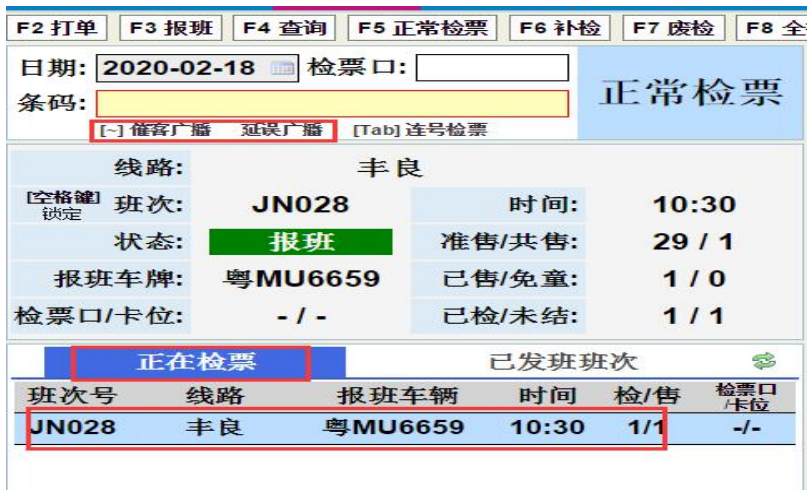 F2 打单 F3 报班 F4 查询 F5 正常检票 F6 补检 F7 废检 F8 全
日期: 2020-02-18 检票口:
正常检票
条码:
[~] 催客广播 延误广播 [Tab] 连号检票
线路: 丰良
[空格键] 锁定 班次: JN028 时间: 10:30
状态: 报班 准售/共售: 29 / 1
报班车牌: 粤MU6659 已售/免童: 1 / 0
检票口/卡位: - / - 已检/未结: 1 / 1
正在检票 已发班班次
班次号 线路 报班车辆 时间 检/售 检票口/卡位
JN028 丰良 粤MU6659 10:30 1/1 -/-